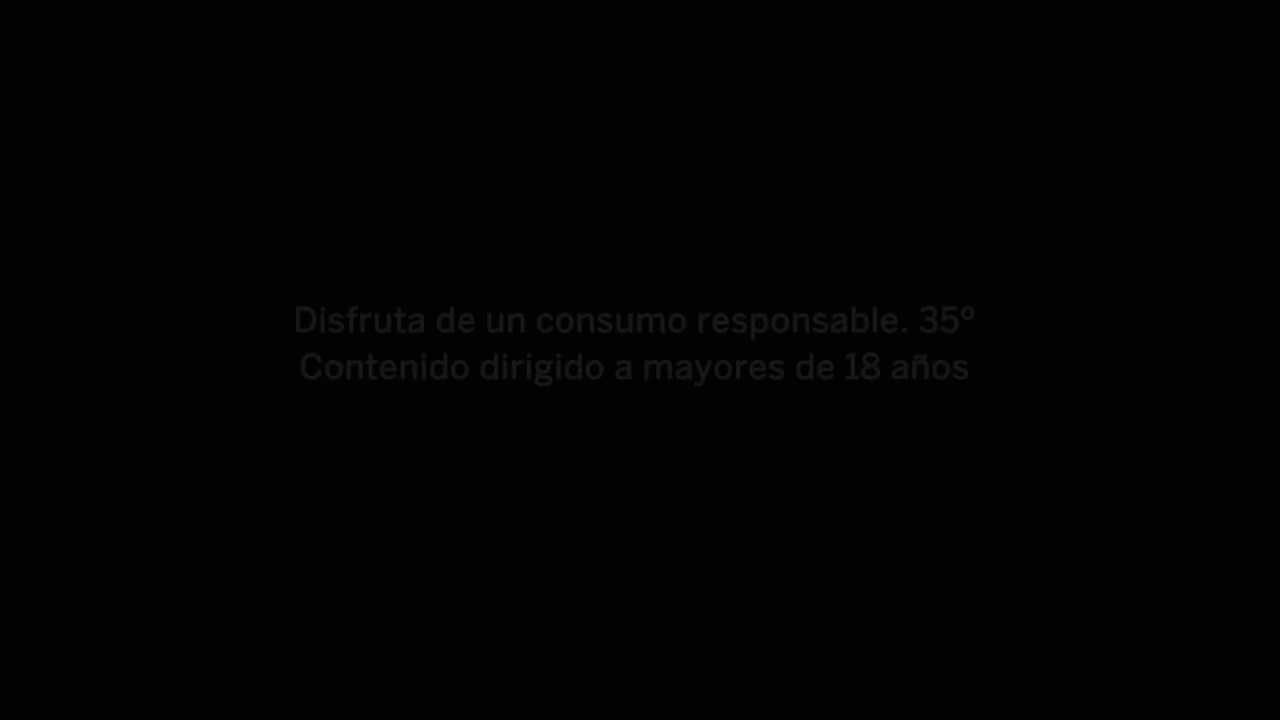 Disfruta de un consumo responsable. 35º
Contenido dirigido a mayores de 18 años